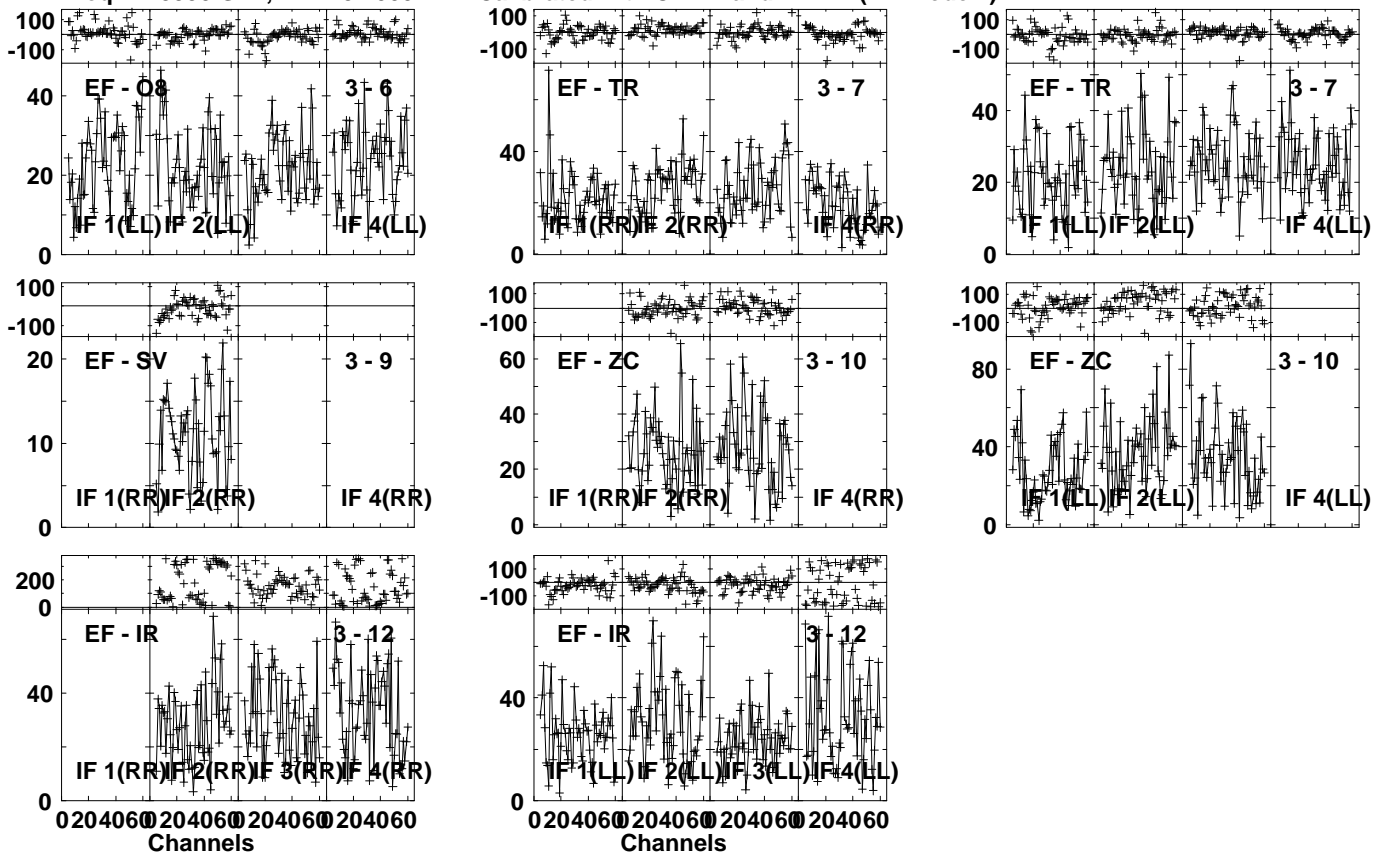 100
-100
EF - O8 3 - 6
40
20
0
IF 1(LL) IF 2(LL) IF 4(LL)
100
-100
EF - TR 3 - 7
40
0
IF 1(RR) IF 2(RR) IF 4(RR)
100
-100
EF - TR 3 - 7
40
20
0
IF 1(LL) IF 2(LL) IF 4(LL)
100
-100
EF - SV 3 - 9
20
10
0
IF 1(RR) IF 2(RR) IF 4(RR)
100
-100
EF - ZC 3 - 10
60
40
20
0
IF 1(RR) IF 2(RR) IF 4(RR)
100
-100
EF - ZC 3 - 10
80
40
0
IF 1(LL) IF 2(LL) IF 4(LL)
200
0
EF - IR 3 - 12
40
0
IF 1(RR) IF 2(RR) IF 3(RR) IF 4(RR)
0 20 40 60 0 20 40 60 0 20 40 60 0 20 40 60
Channels
100
-100
EF - IR 3 - 12
40
0
IF 1(LL) IF 2(LL) IF 3(LL) IF 4(LL)
0 20 40 60 0 20 40 60 0 20 40 60 0 20 40 60
Channels